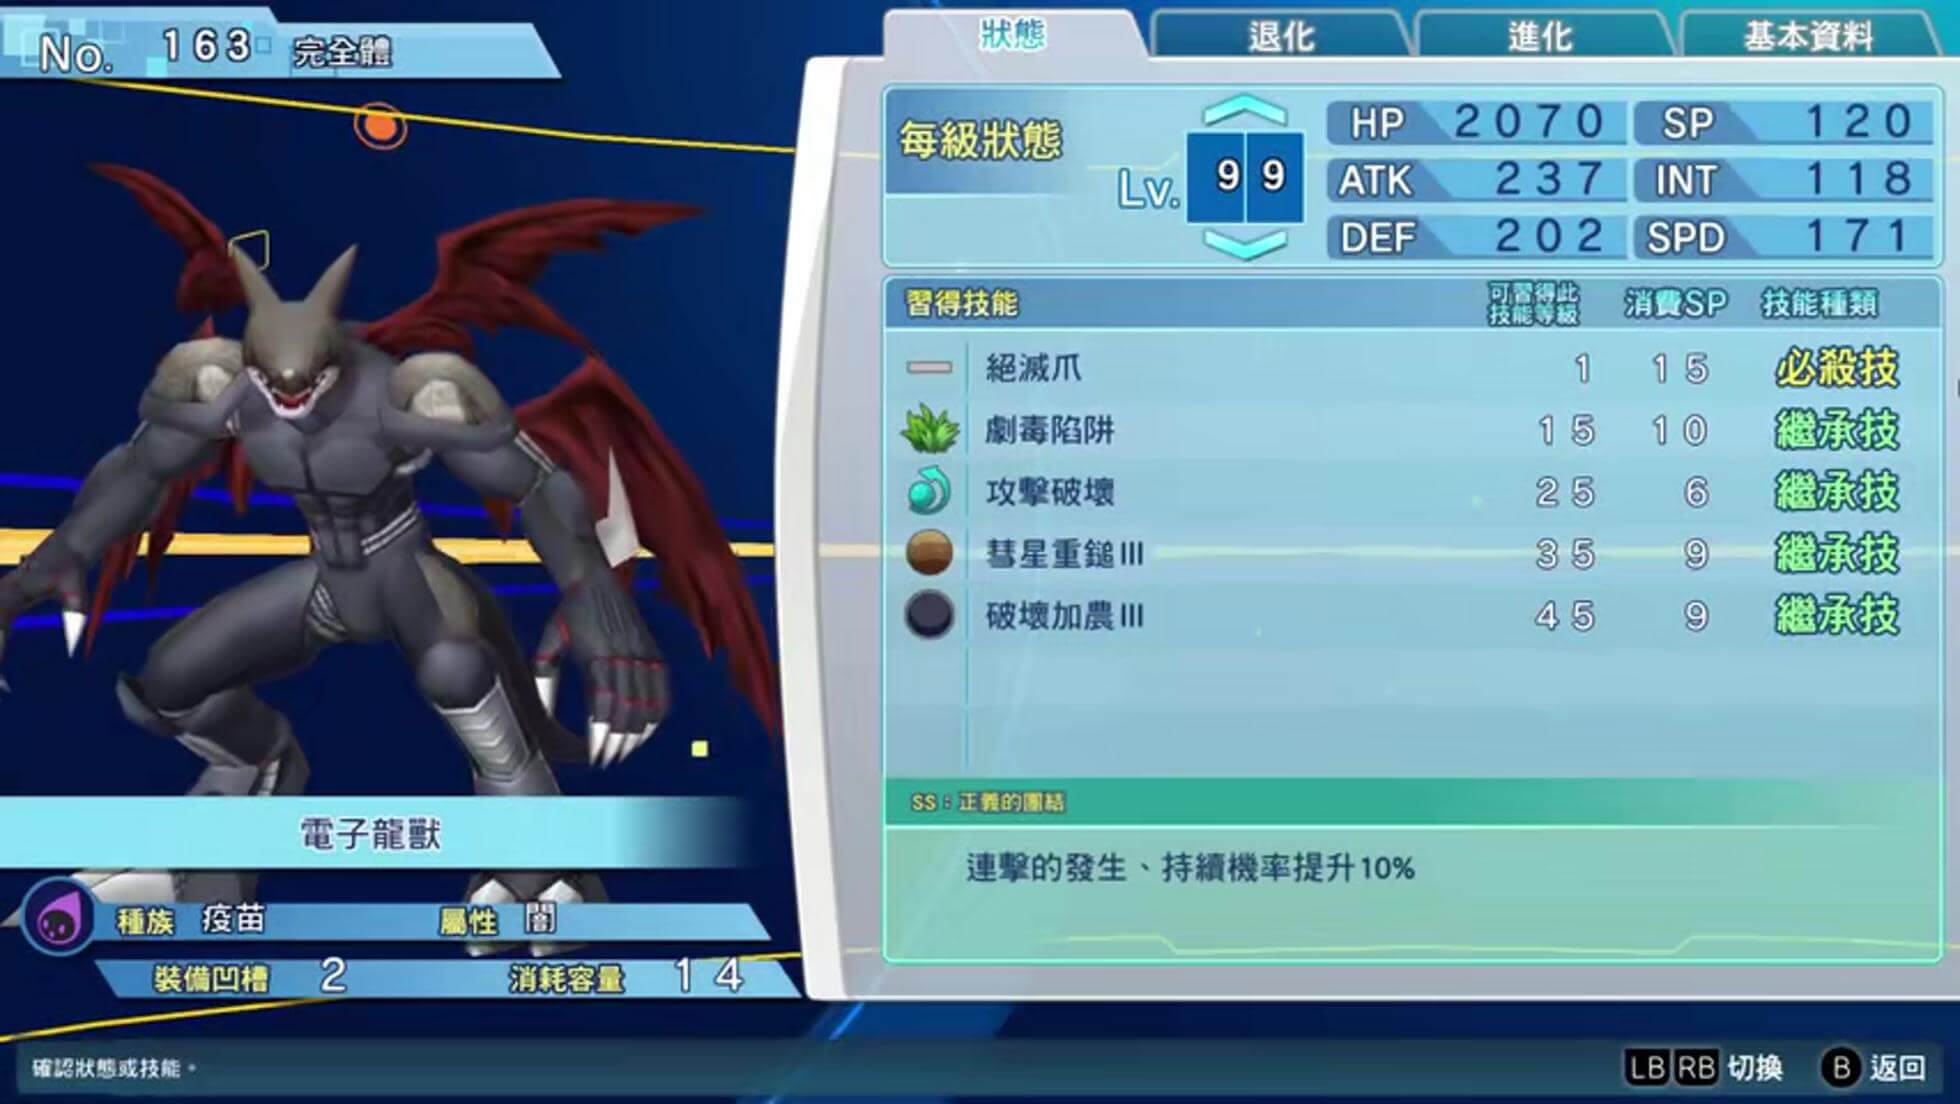 No. 163 完全體
狀態 退化 進化 基本資料
每級狀態
Lv. 99
HP 2070 SP 120
ATK 237 INT 118
DEF 202 SPD 171
習得技能 可習得此技能等級 消費SP 技能種類
絕滅爪 1 15 必殺技
劇毒陷阱 15 10 繼承技
攻擊破壞 25 6 繼承技
彗星重鎚III 35 9 繼承技
破壞加農III 45 9 繼承技
SS：正義的團結
連擊的發生、持續機率提升10%
電子龍獸
種族 疫苗 屬性 闇
裝備凹槽 2 消耗容量 14
確認狀態或技能。
LB RB 切換 B 返回